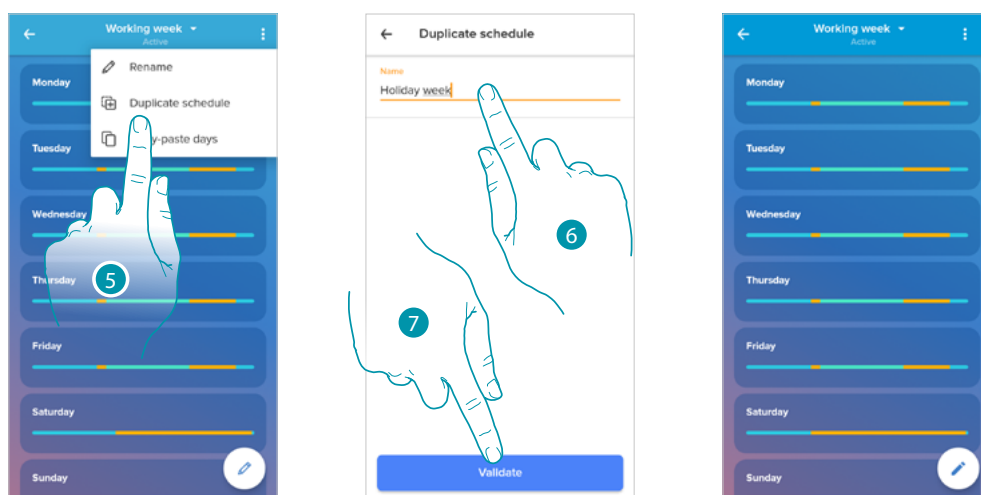 Working week
Active
Rename
Duplicate schedule
y-paste days
Monday
Tuesday
Wednesday
Thursday
Friday
Saturday
Sunday
5
Duplicate schedule
Name
Holiday week
6
7
Validate
Working week
Active
Monday
Tuesday
Wednesday
Thursday
Friday
Saturday
Sunday